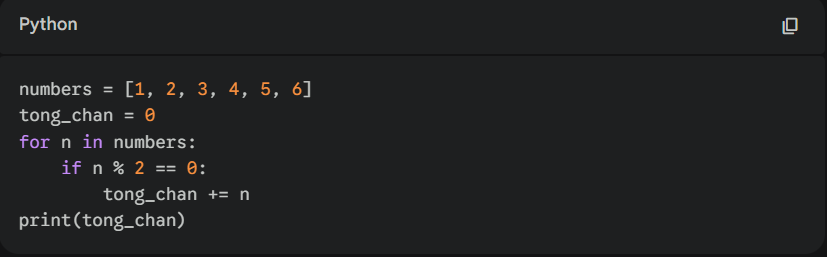 Python
numbers = [1, 2, 3, 4, 5, 6]
tong_chan = 0
for n in numbers:
    if n % 2 == 0:
        tong_chan += n
print(tong_chan)